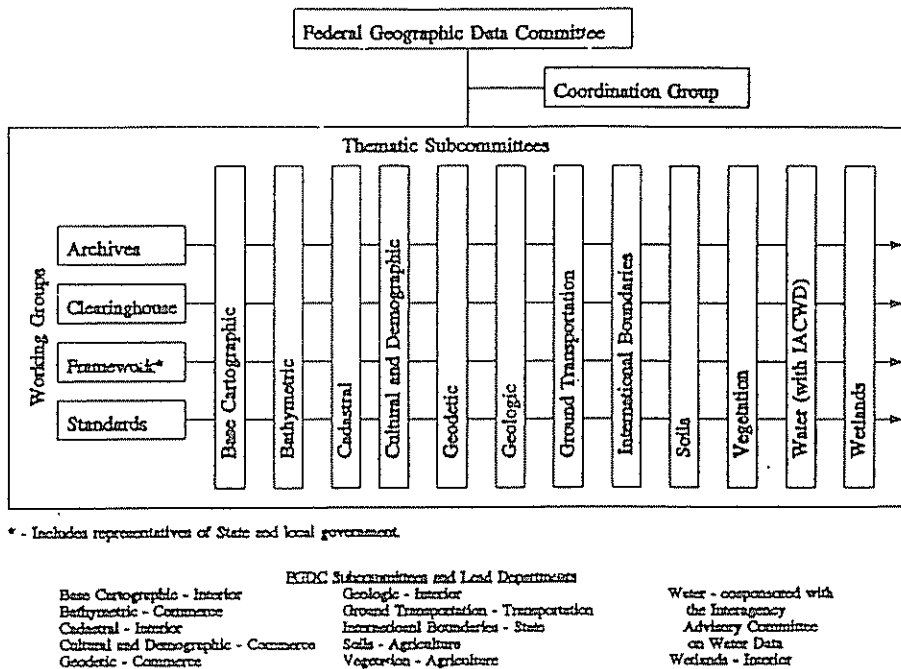 Federal Geographic Data Committee
Coordination Group
Thematic Subcommittees
Working Groups
Archives
Clearinghouse
Framework*
Standards
Base Cartographic
Bathymetric
Cadastral
Cultural and Demographic
Geodetic
Geologic
Ground Transportation
International Boundaries
Soils
Vegetation
Water (with IACWD)
Wetlands
* - Includes representatives of State and local government.
FGDC Subcommittees and Lead Departments
Base Cartographic - Interior
Bathymetric - Commerce
Cadastral - Interior
Cultural and Demographic - Commerce
Geodetic - Commerce
Geologic - Interior
Ground Transportation - Transportation
International Boundaries - State
Soils - Agriculture
Vegetation - Agriculture
Water - cosponsored with
the Interagency
Advisory Committee
on Water Data
Wetlands - Interior